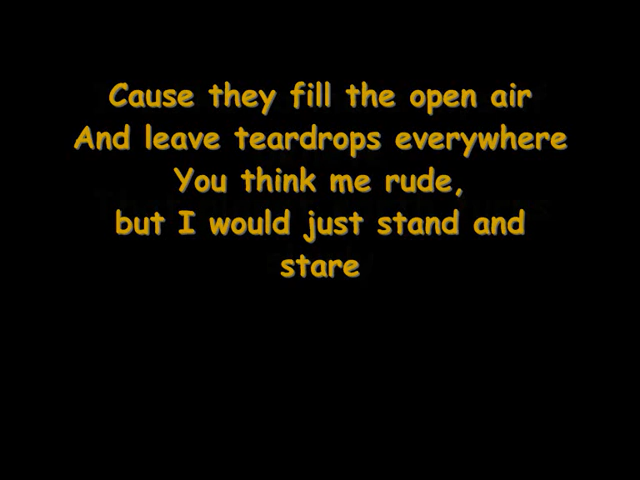 Cause they fill the open air
And leave teardrops everywhere
You think me rude,
but I would just stand and
stare